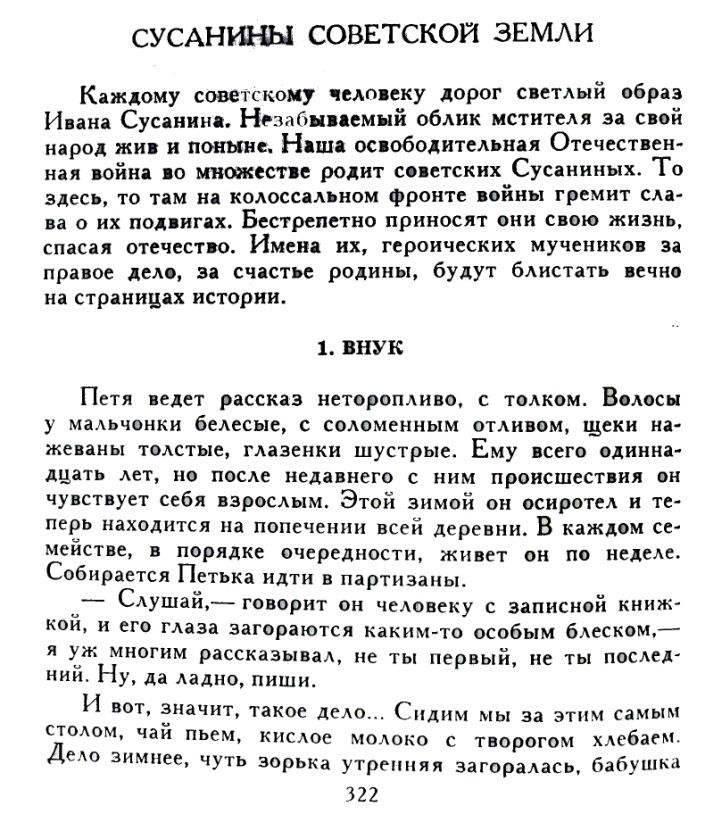 СУСАНИНЫ СОВЕТСКОЙ ЗЕМЛИ
Каждому советскому человеку дорог светлый образ
Ивана Сусанина. Незабываемый облик мстителя за свой
народ жив и поныне. Наша освободительная Отечествен-
ная война во множестве родит советских Сусаниных. То
здесь, то там на колоссальном фронте войны гремит сла-
ва о их подвигах. Бестрепетно приносят они свою жизнь,
спасая отечество. Имена их, героических мучеников за
правое дело, за счастье родины, будут блистать вечно
на страницах истории.
1. ВНУК
Петя ведет рассказ неторопливо, с толком. Волосы
у мальчонки белесые, с соломенным отливом, щеки на-
жеваны толстые, глазенки шустрые. Ему всего одинна-
дцать лет, но после недавнего с ним происшествия он
чувствует себя взрослым. Этой зимой он осиротел и те-
перь находится на попечении всей деревни. В каждом се-
мействе, в порядке очередности, живет он по неделе.
Собирается Петька идти в партизаны.
— Слушай,— говорит он человеку с записной книж-
кой, и его глаза загораются каким-то особым блеском,—
я уж многим рассказывал, не ты первый, не ты послед-
ний. Ну, да ладно, пиши.
И вот, значит, такое дело... Сидим мы за этим самым
столом, чай пьем, кислое молоко с творогом хлебаем.
Дело зимнее, чуть зорька утренняя загоралась, бабушка
322